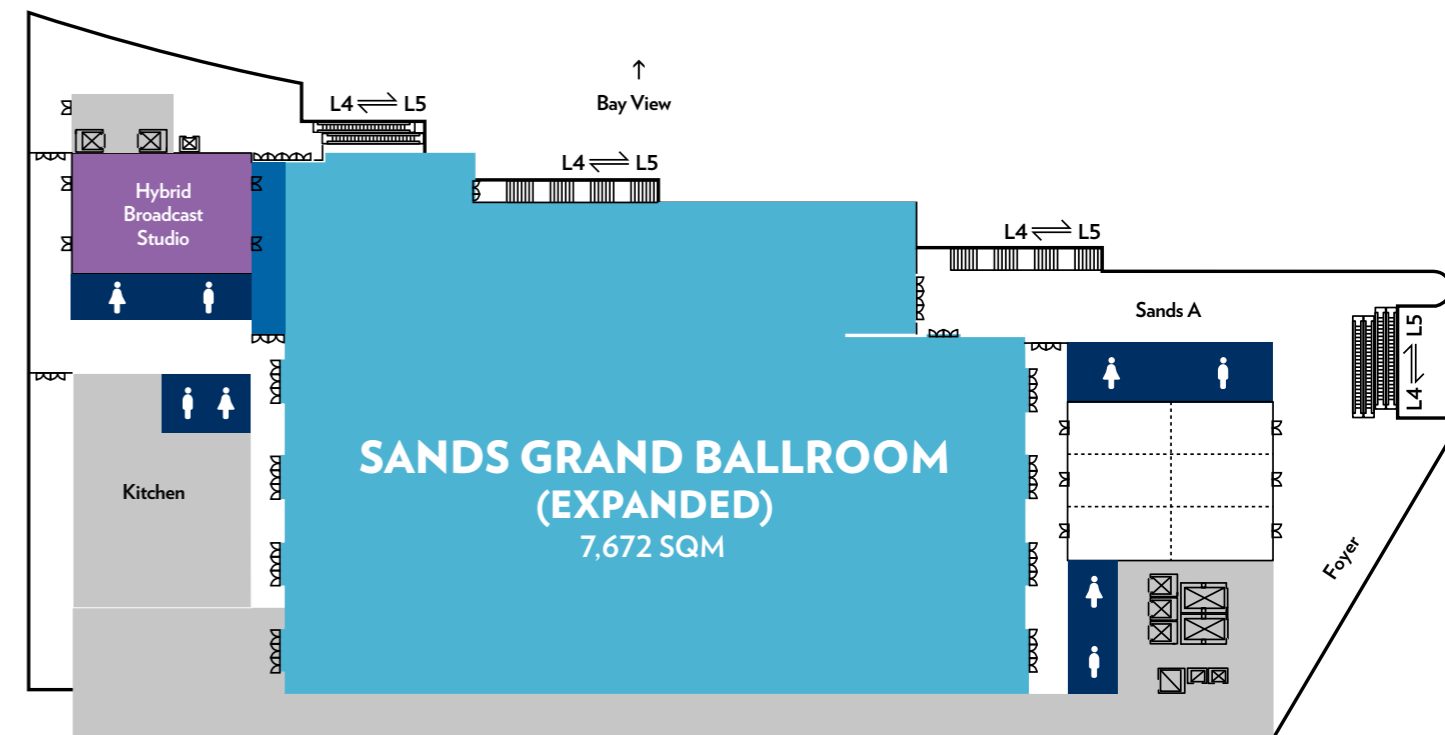 L4 L5
Bay View
L4 L5
Hybrid
Broadcast
Studio
L4 L5
Sands A
L4 L5
SANDS GRAND BALLROOM
(EXPANDED)
7,672 SQM
Kitchen
Foyer